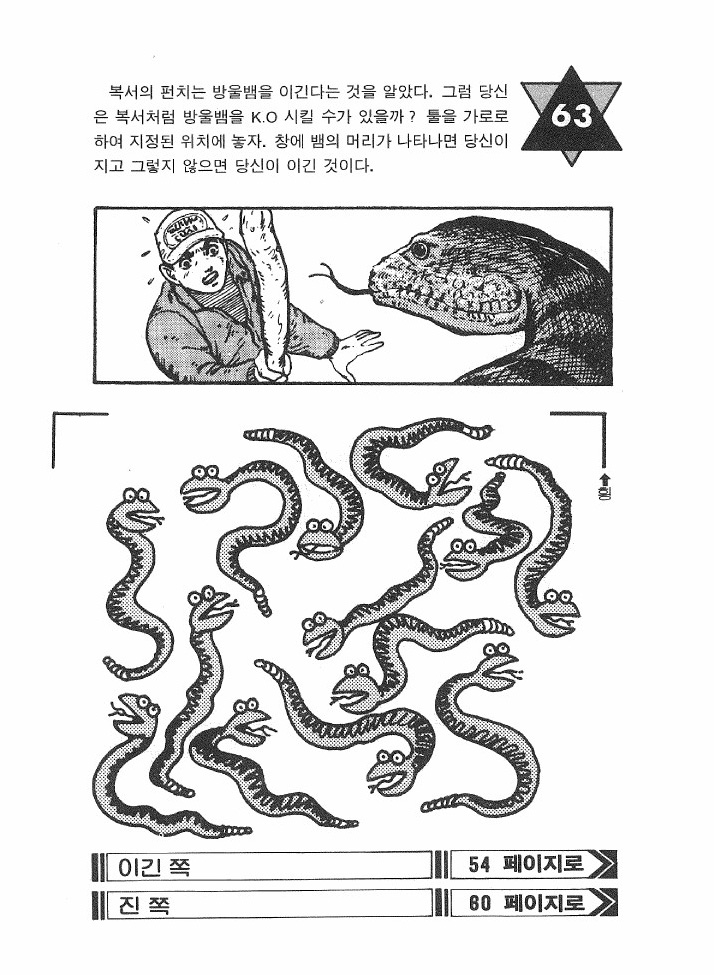 복서의 펀치는 방울뱀을 이긴다는 것을 알았다. 그럼 당신
은 복서처럼 방울뱀을 K.O 시킬 수가 있을까? 툴을 가로로
하여 지정된 위치에 놓자. 창에 뱀의 머리가 나타나면 당신이
지고 그렇지 않으면 당신이 이긴 것이다.
63
이긴 쪽
54 페이지로
진 쪽
60 페이지로